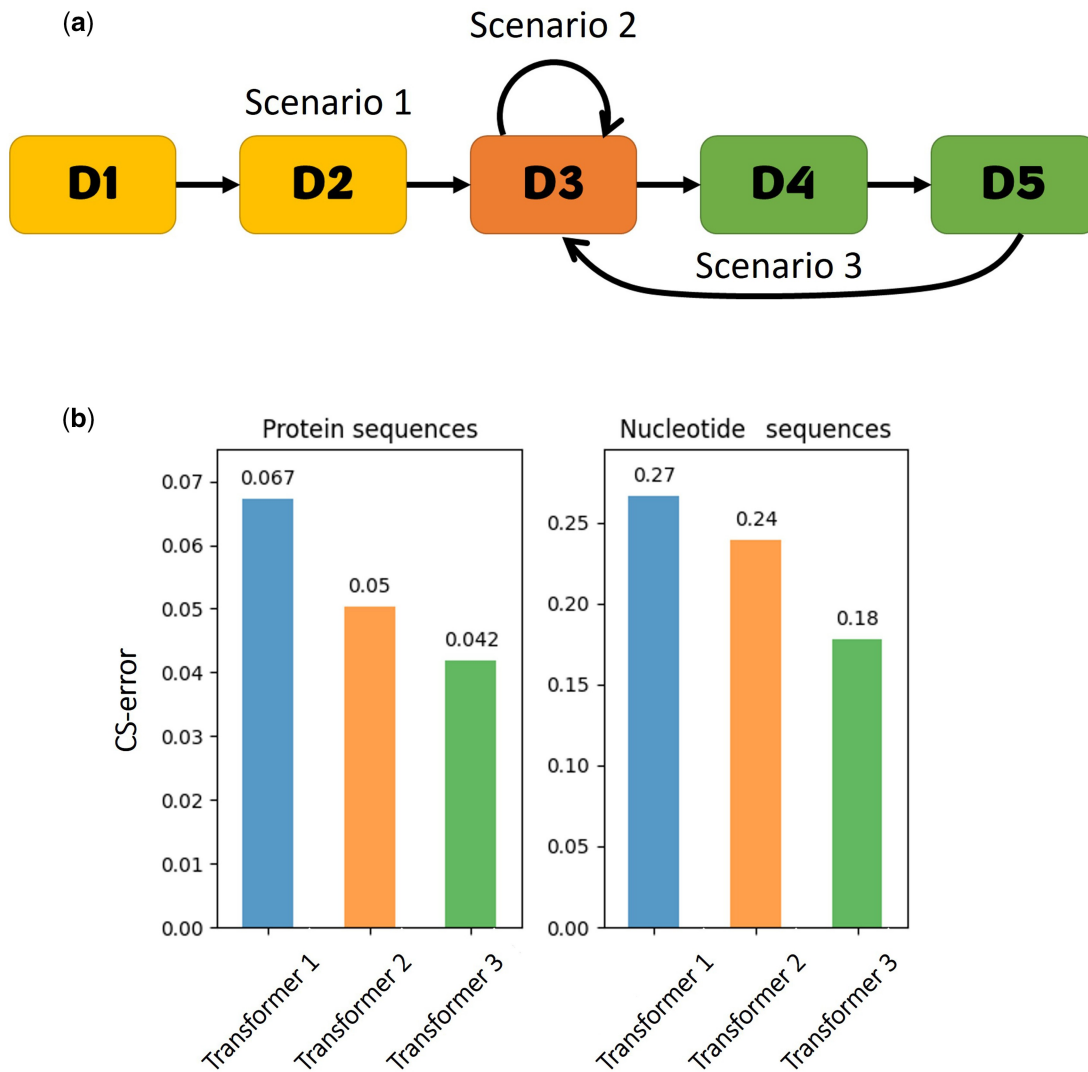 (a)
Scenario 2
Scenario 1
D1
D2
D3
D4
D5
Scenario 3
(b)
Protein sequences
Nucleotide sequences
CS-error
0.07
0.06
0.05
0.04
0.03
0.02
0.01
0.00
0.067
0.05
0.042
Transformer 1
Transformer 2
Transformer 3
0.25
0.20
0.15
0.10
0.05
0.00
0.27
0.24
0.18
Transformer 1
Transformer 2
Transformer 3